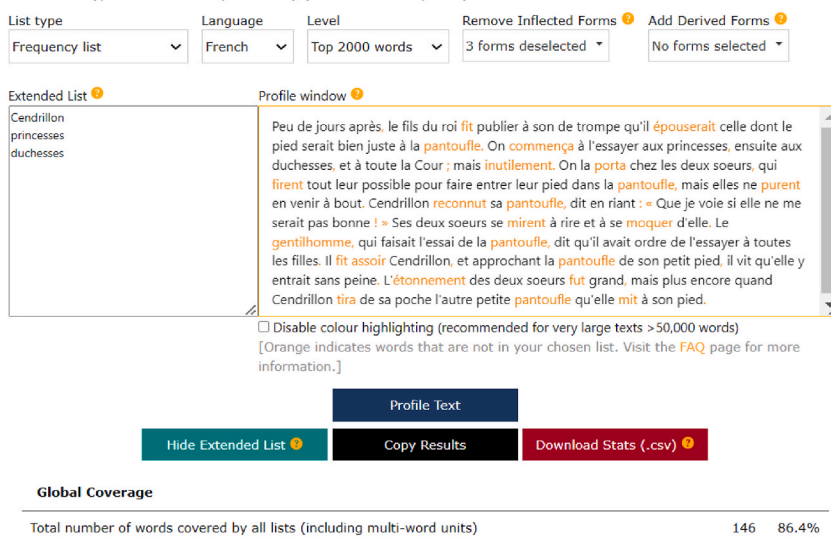 List type Language Level Remove Inflected Forms ? Add Derived Forms ?
Frequency list French Top 2000 words 3 forms deselected No forms selected
Extended List ? Profile window ?
Cendrillon
princesses
duchesses
Peu de jours après, le fils du roi fit publier à son de trompe qu'il épouserait celle dont le
pied serait bien juste à la pantoufle. On commença à l'essayer aux princesses, ensuite aux
duchesses, et à toute la Cour ; mais inutilement. On la porta chez les deux soeurs, qui
firent tout leur possible pour faire entrer leur pied dans la pantoufle, mais elles ne purent
en venir à bout. Cendrillon reconnut sa pantoufle, dit en riant : « Que je voie si elle ne me
serait pas bonne ! » Ses deux soeurs se mirent à rire et à se moquer d'elle. Le
gentilhomme, qui faisait l'essai de la pantoufle, dit qu'il avait ordre de l'essayer à toutes
les filles. Il fit assoir Cendrillon, et approchant la pantoufle de son petit pied, il vit qu'elle y
entrait sans peine. L'étonnement des deux soeurs fut grand, mais plus encore quand
Cendrillon tira de sa poche l'autre petite pantoufle qu'elle mit à son pied.
Disable colour highlighting (recommended for very large texts >50,000 words)
[Orange indicates words that are not in your chosen list. Visit the FAQ page for more
information.]
Profile Text
Hide Extended List ? Copy Results Download Stats (.csv) ?
Global Coverage
Total number of words covered by all lists (including multi-word units) 146 86.4%